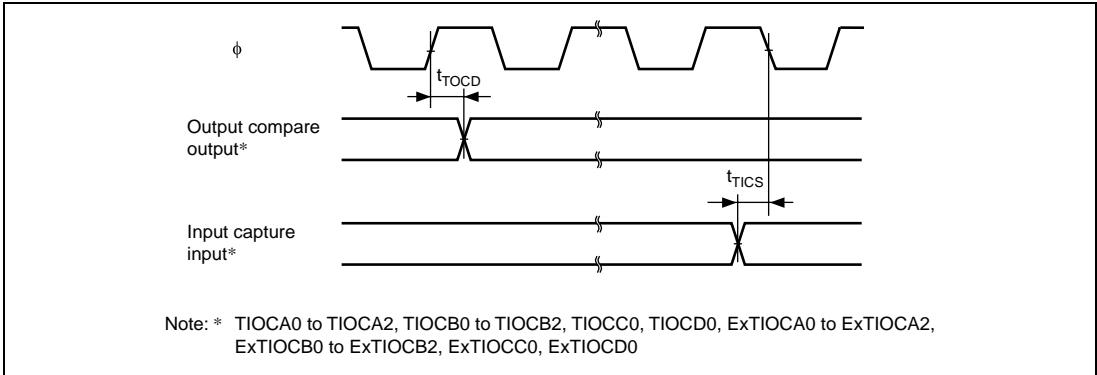 ϕ
tTOCD
Output compare
output*
tTICS
Input capture
input*
Note: * TIOCA0 to TIOCA2, TIOCB0 to TIOCB2, TIOCC0, TIOCD0, ExTIOCA0 to ExTIOCA2,
ExTIOCB0 to ExTIOCB2, ExTIOCC0, ExTIOCD0